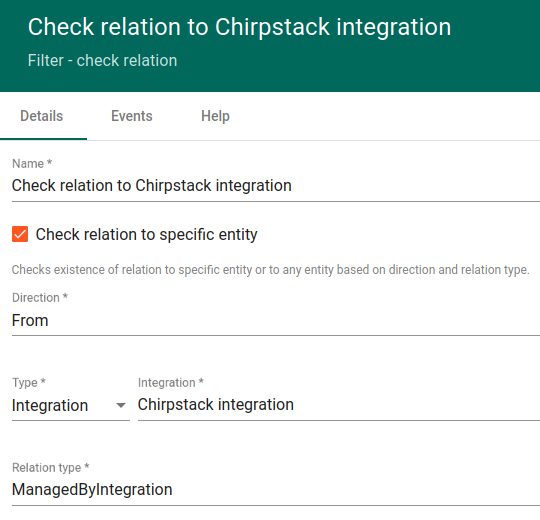 Check relation to Chirpstack integration
Filter - check relation
Details Events Help
Name *
Check relation to Chirpstack integration
Check relation to specific entity
Checks existence of relation to specific entity or to any entity based on direction and relation type.
Direction *
From
Type * Integration *
Integration Chirpstack integration
Relation type *
ManagedByIntegration